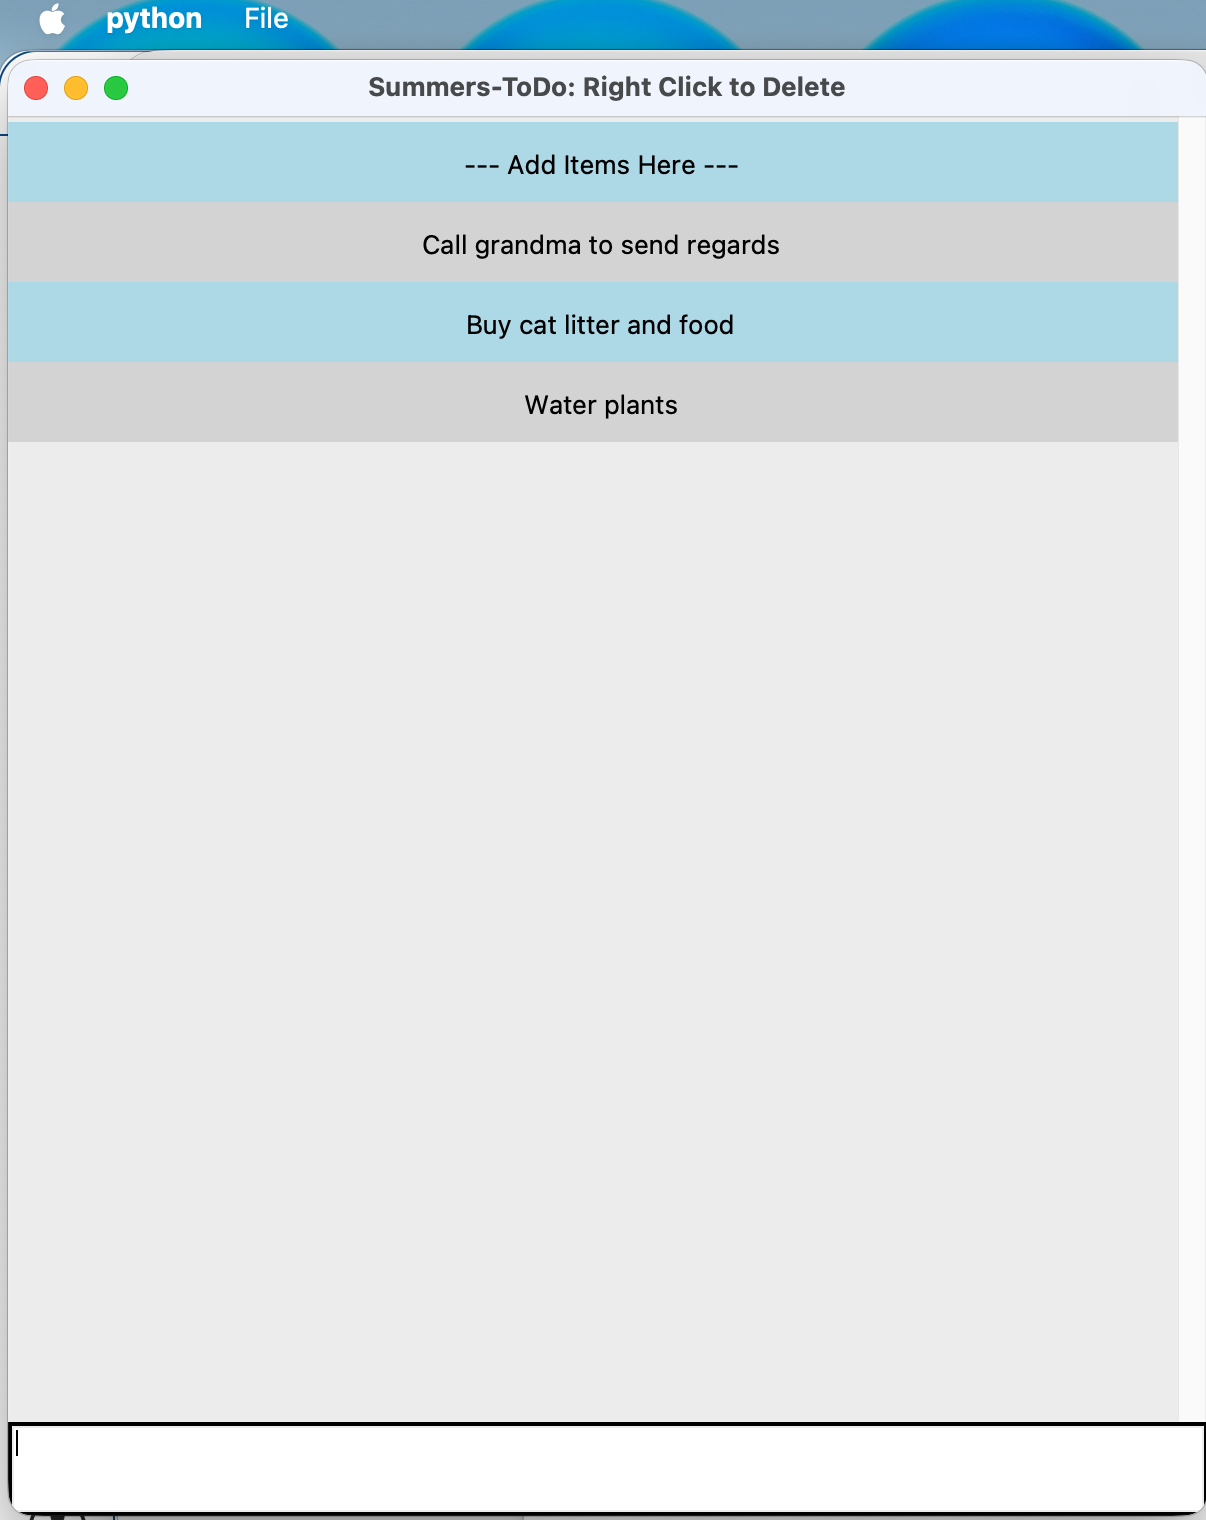 python File
Summers-ToDo: Right Click to Delete
--- Add Items Here ---
Call grandma to send regards
Buy cat litter and food
Water plants